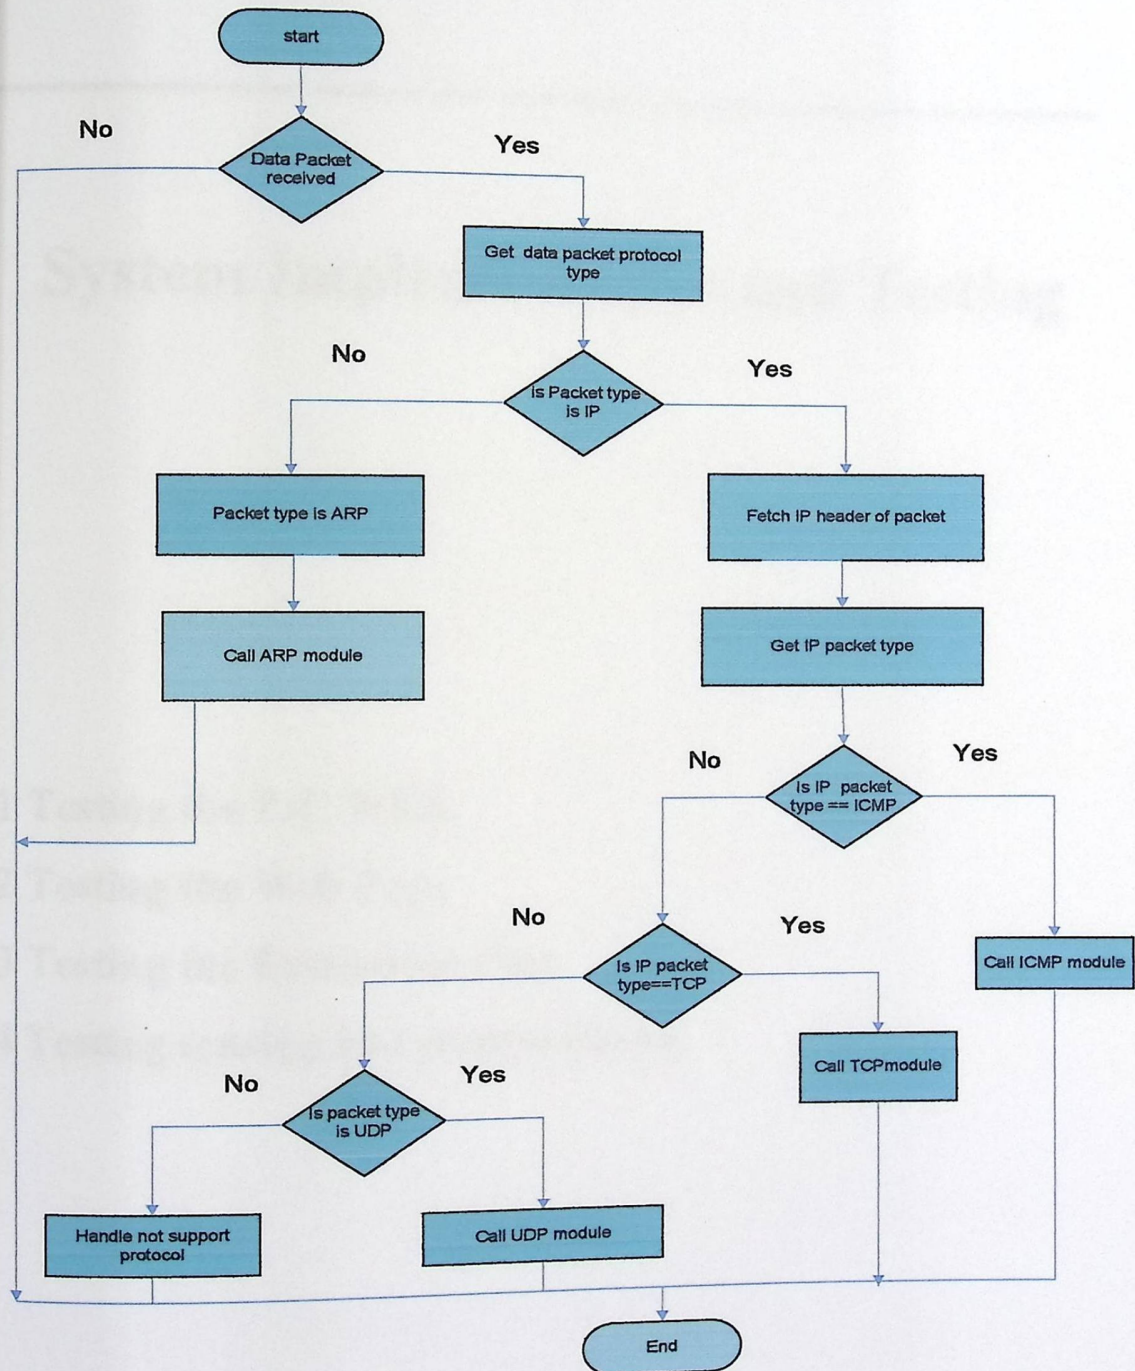 start
No
Yes
Data Packet
received
Get data packet protocol
type
No
Yes
is Packet type
is IP
Packet type is ARP
Fetch IP header of packet
Call ARP module
Get IP packet type
No
Yes
Is IP packet
type == ICMP
No
Yes
Is IP packet
type==TCP
Call ICMP module
Call TCPmodule
No
Yes
Is packet type
is UDP
Handle not support
protocol
Call UDP module
End